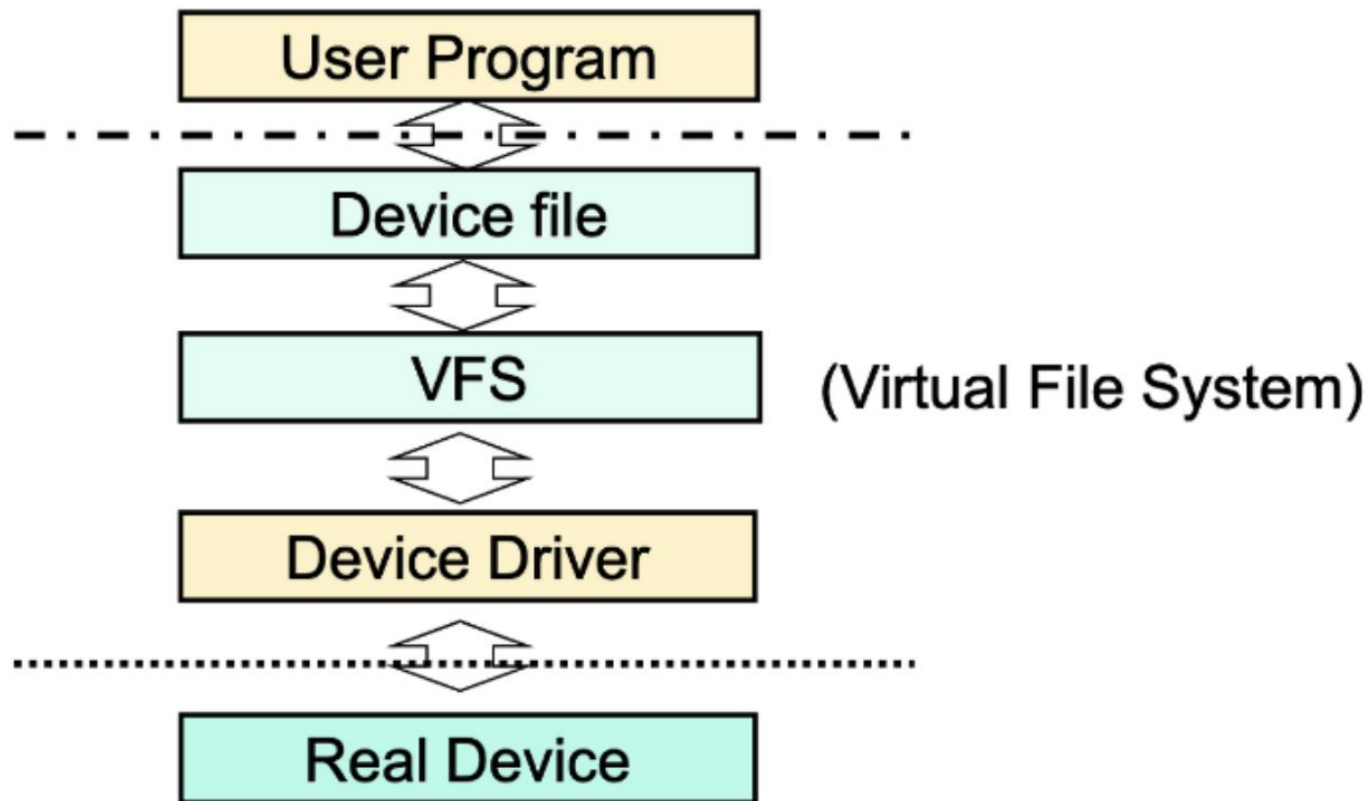 User Program
Device file
VFS
(Virtual File System)
Device Driver
Real Device